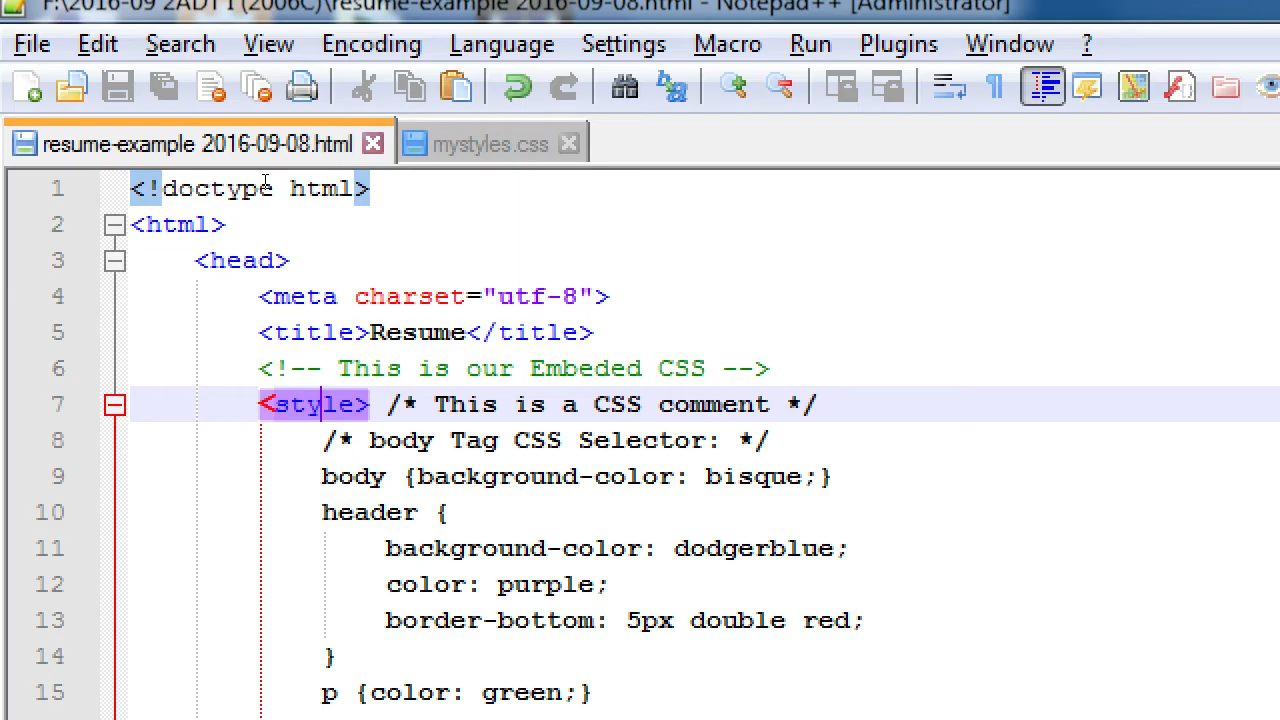 F:\2016-09 2ADT1 (2006C)\resume-example 2016-09-08.html - Notepad++ [Administrator]
File Edit Search View Encoding Language Settings Macro Run Plugins Window ?
resume-example 2016-09-08.html mystyles.css
1 <!doctype html>
2 <html>
3 <head>
4 <meta charset="utf-8">
5 <title>Resume</title>
6 <!-- This is our Embeded CSS -->
7 <style> /* This is a CSS comment */
8 /* body Tag CSS Selector: */
9 body {background-color: bisque;}
10 header {
11 background-color: dodgerblue;
12 color: purple;
13 border-bottom: 5px double red;
14 }
15 p {color: green;}